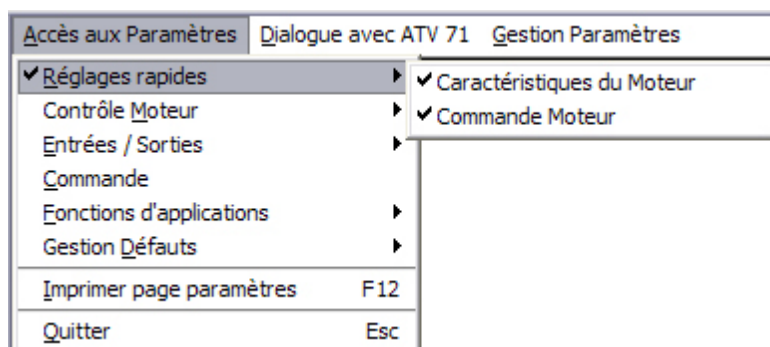 Accès aux Paramètres Dialogue avec ATV 71 Gestion Paramètres
Réglages rapides
Caractéristiques du Moteur
Contrôle Moteur
Commande Moteur
Entrées / Sorties
Commande
Fonctions d'applications
Gestion Défauts
Imprimer page paramètres F12
Quitter Esc